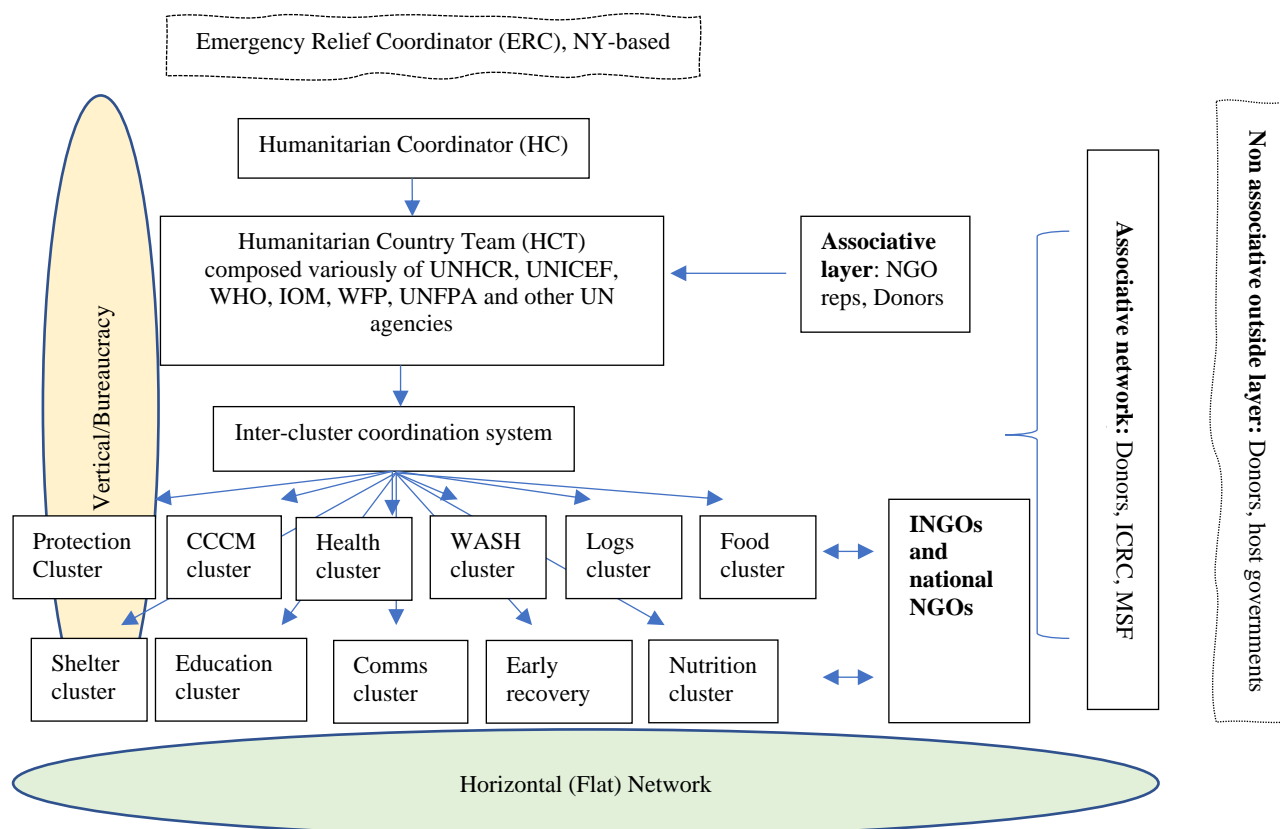 Emergency Relief Coordinator (ERC), NY-based
Humanitarian Coordinator (HC)
Humanitarian Country Team (HCT)
composed variously of UNHCR, UNICEF,
WHO, IOM, WFP, UNFPA and other UN
agencies
Associative
layer: NGO
reps, Donors
Inter-cluster coordination system
Vertical/Bureaucracy
Protection
Cluster
CCCM
cluster
Health
cluster
WASH
cluster
Logs
cluster
Food
cluster
INGOs
and
national
NGOs
Shelter
cluster
Education
cluster
Comms
cluster
Early
recovery
Nutrition
cluster
Associative network: Donors, ICRC, MSF
Non associative outside layer: Donors, host governments
Horizontal (Flat) Network